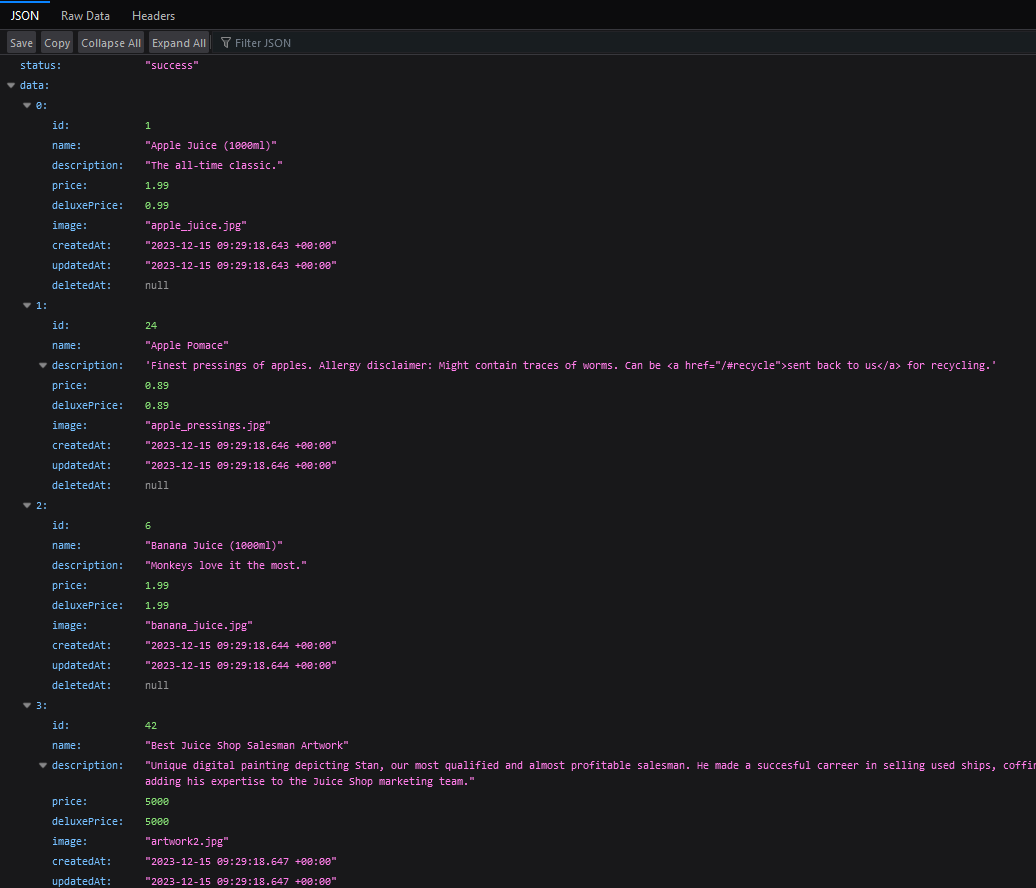 JSON Raw Data Headers
Save Copy Collapse All Expand All Filter JSON
status: "success"
data:
0:
id: 1
name: "Apple Juice (1000ml)"
description: "The all-time classic."
price: 1.99
deluxePrice: 0.99
image: "apple_juice.jpg"
createdAt: "2023-12-15 09:29:18.643 +00:00"
updatedAt: "2023-12-15 09:29:18.643 +00:00"
deletedAt: null
1:
id: 24
name: "Apple Pomace"
description: 'Finest pressings of apples. Allergy disclaimer: Might contain traces of worms. Can be <a href="/#recycle">sent back to us</a> for recycling.'
price: 0.89
deluxePrice: 0.89
image: "apple_pressings.jpg"
createdAt: "2023-12-15 09:29:18.646 +00:00"
updatedAt: "2023-12-15 09:29:18.646 +00:00"
deletedAt: null
2:
id: 6
name: "Banana Juice (1000ml)"
description: "Monkeys love it the most."
price: 1.99
deluxePrice: 1.99
image: "banana_juice.jpg"
createdAt: "2023-12-15 09:29:18.644 +00:00"
updatedAt: "2023-12-15 09:29:18.644 +00:00"
deletedAt: null
3:
id: 42
name: "Best Juice Shop Salesman Artwork"
description: "Unique digital painting depicting Stan, our most qualified and almost profitable salesman. He made a succesful carreer in selling used ships,
adding his expertise to the Juice Shop marketing team."
price: 5000
deluxePrice: 5000
image: "artwork2.jpg"
createdAt: "2023-12-15 09:29:18.647 +00:00"
updatedAt: "2023-12-15 09:29:18.647 +00:00"